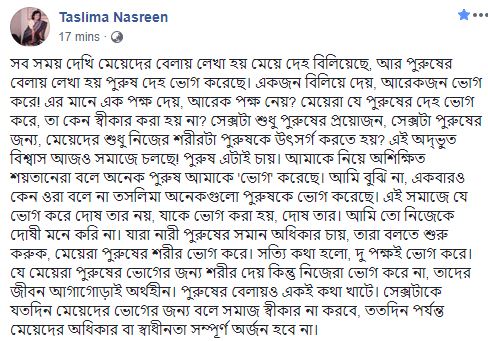 Taslima Nasreen
17 mins ·
সব সময় দেখি মেয়েদের বেলায় লেখা হয় মেয়ে দেহ বিলিয়েছে, আর পুরুষের
বেলায় লেখা হয় পুরুষ দেহ ভোগ করেছে। একজন বিলিয়ে দেয়, আরেকজন ভোগ
করে! এর মানে এক পক্ষ দেয়, আরেক পক্ষ নেয়? মেয়েরা যে পুরুষের দেহ ভোগ
করে, তা কেন স্বীকার করা হয় না? সেক্সটা শুধু পুরুষের প্রয়োজন, সেক্সটা পুরুষের
জন্য, মেয়েদের শুধু নিজের শরীরটা পুরুষকে উৎসর্গ করতে হয়? এই অদ্ভুত
বিশ্বাস আজও সমাজে চলছে! পুরুষ এটাই চায়। আমাকে নিয়ে অশিক্ষিত
শয়তানেরা বলে অনেক পুরুষ আমাকে 'ভোগ' করেছে। আমি বুঝি না, একবারও
কেন ওরা বলে না তসলিমা অনেকগুলো পুরুষকে ভোগ করেছে। এই সমাজে যে
ভোগ করে দোষ তার নয়, যাকে ভোগ করা হয়, দোষ তার। আমি তো নিজেকে
দোষী মনে করি না। যারা নারী পুরুষের সমান অধিকার চায়, তারা বলতে শুরু
করুক, মেয়েরা পুরুষের শরীর ভোগ করে। সত্যি কথা হলো, দু পক্ষই ভোগ করে।
যে মেয়েরা পুরুষের ভোগের জন্য শরীর দেয় কিন্তু নিজেরা ভোগ করে না, তাদের
জীবন আগাগোড়াই অর্থহীন। পুরুষের বেলায়ও একই কথা খাটে। সেক্সটাকে
যতদিন মেয়েদের ভোগের জন্য বলে সমাজ স্বীকার না করবে, ততদিন পর্যন্ত
মেয়েদের অধিকার বা স্বাধীনতা সম্পূর্ণ অর্জন হবে না।